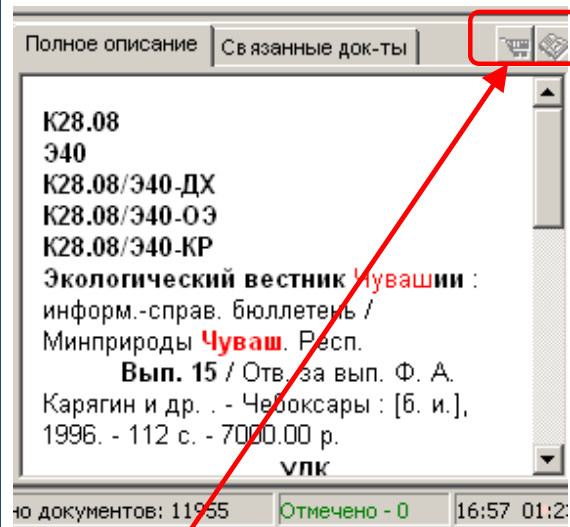 Полное описание Связанные док-ты
К28.08
Э40
К28.08/Э40-ДХ
К28.08/Э40-ОЭ
К28.08/Э40-КР
Экологический вестник Чувашии :
информ.-справ. бюллетень /
Минприроды Чуваш. Респ.
Вып. 15 / Отв. за вып. Ф. А.
Карягин и др. . - Чебоксары : [б. и.],
1996. - 112 с. - 7000.00 р.
УДК
но документов: 11955 Отмечено - 0 16:57 01:2